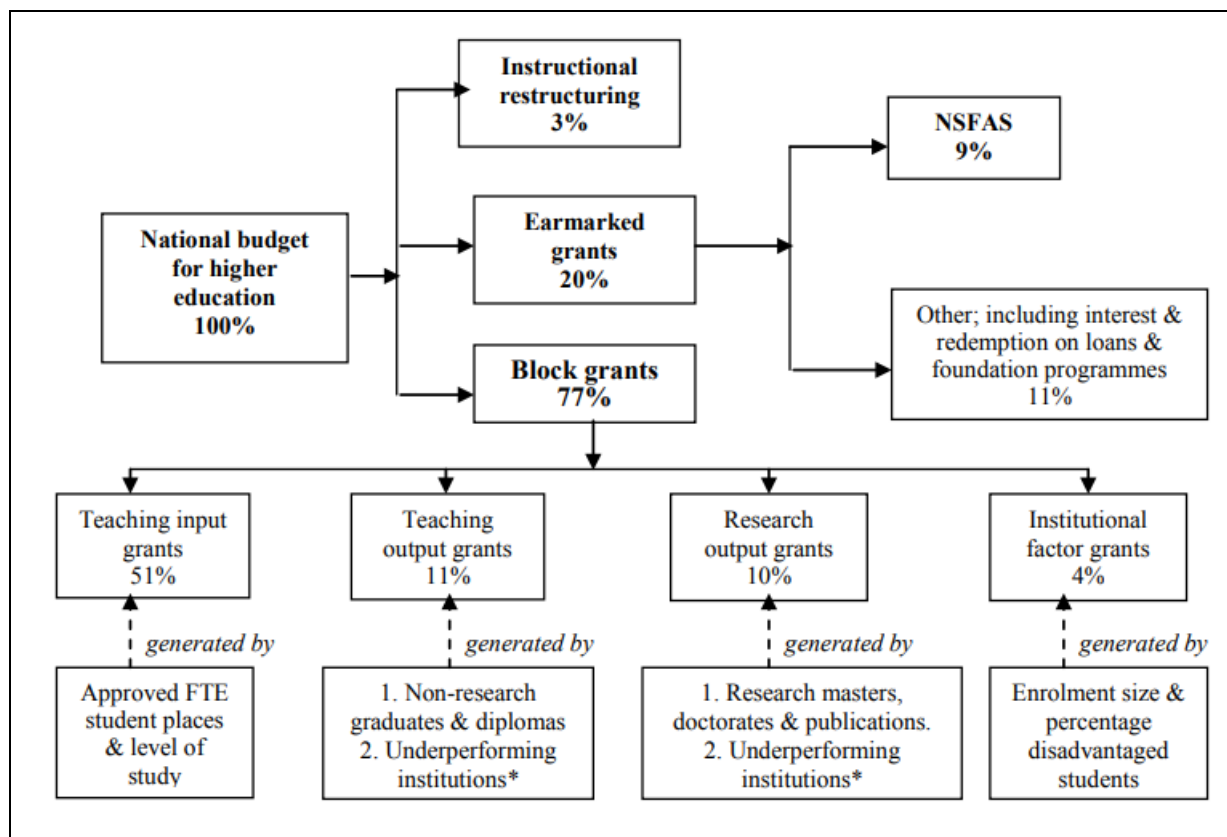 Instructional
restructuring
3%
NSFAS
9%
National budget
for higher
education
100%
Earmarked
grants
20%
Other; including interest &
redemption on loans &
foundation programmes
11%
Block grants
77%
Teaching input
grants
51%
Teaching
output grants
11%
Research
output grants
10%
Institutional
factor grants
4%
generated by
generated by
generated by
generated by
Approved FTE
student places
& level of
study
1. Non-research
graduates & diplomas
2. Underperforming
institutions*
1. Research masters,
doctorates & publications.
2. Underperforming
institutions*
Enrolment size &
percentage
disadvantaged
students